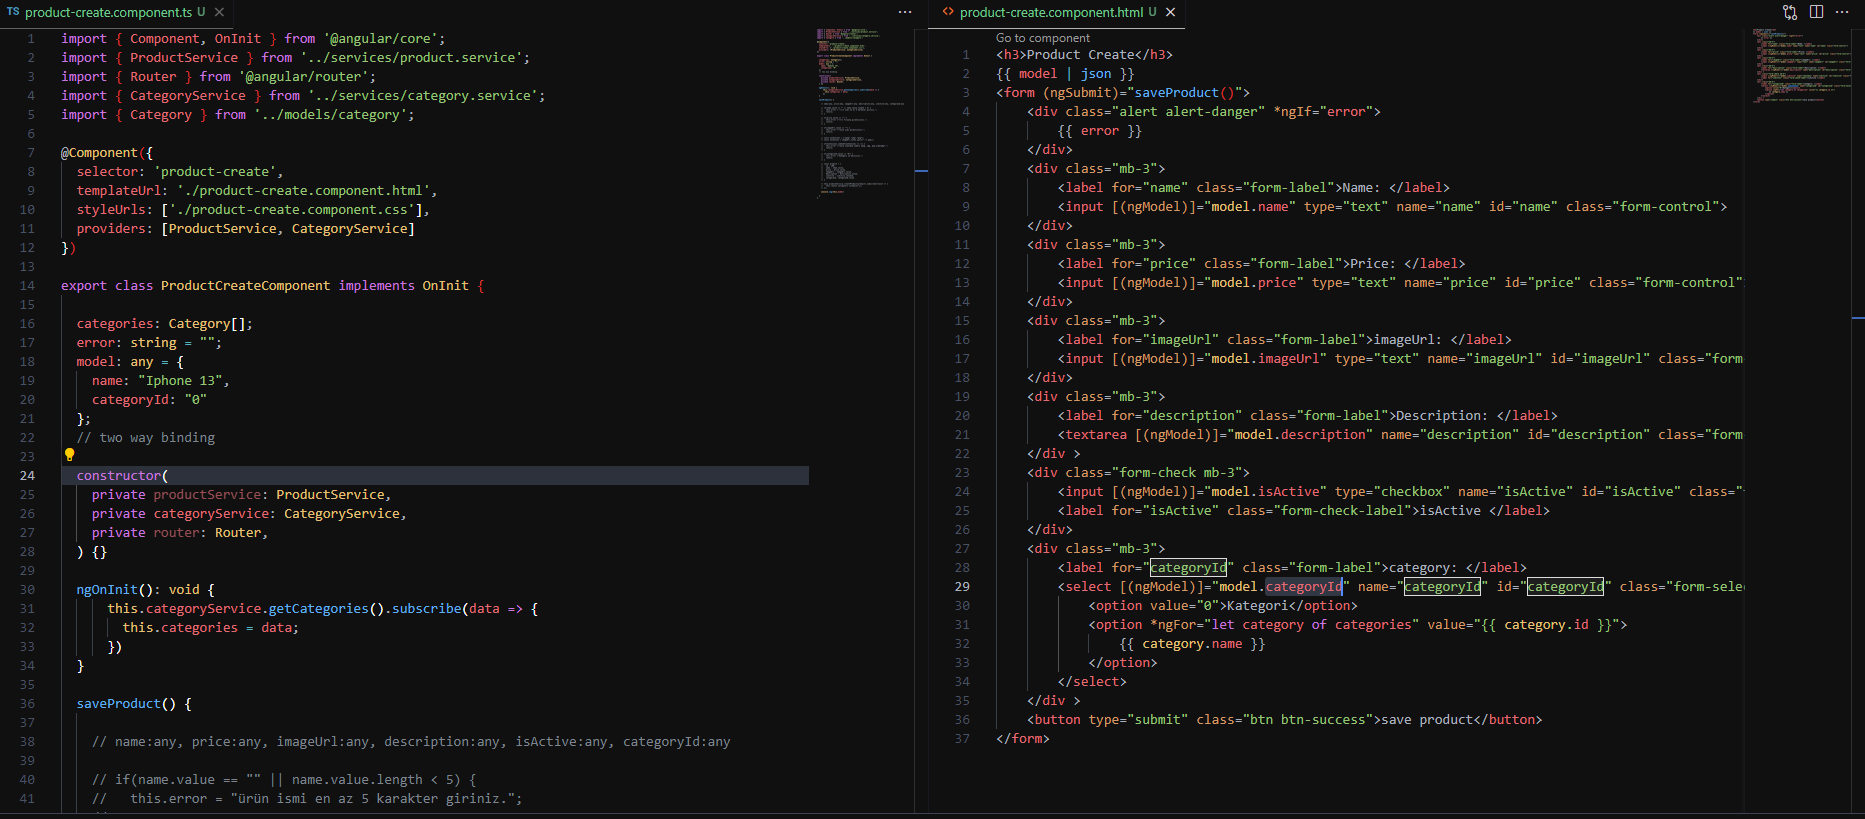 TS product-create.component.ts U
1 import { Component, OnInit } from '@angular/core';
2 import { ProductService } from '../services/product.service';
3 import { Router } from '@angular/router';
4 import { CategoryService } from '../services/category.service';
5 import { Category } from '../models/category';
6
7 @Component({
8 selector: 'product-create',
9 templateUrl: './product-create.component.html',
10 styleUrls: ['./product-create.component.css'],
11 providers: [ProductService, CategoryService]
12 })
13
14 export class ProductCreateComponent implements OnInit {
15
16 categories: Category[];
17 error: string = "";
18 model: any = {
19 name: "Iphone 13",
20 categoryId: "0"
21 };
22 // two way binding
23
24 constructor(
25 private productService: ProductService,
26 private categoryService: CategoryService,
27 private router: Router,
28 ) {}
29
30 ngOnInit(): void {
31 this.categoryService.getCategories().subscribe(data => {
32 this.categories = data;
33 })
34 }
35
36 saveProduct() {
37
38 // name:any, price:any, imageUrl:any, description:any, isActive:any, categoryId:any
39
40 // if(name.value == "" || name.value.length < 5) {
41 // this.error = "ürün ismi en az 5 karakter giriniz.";
product-create.component.html U
Go to component
1 <h3>Product Create</h3>
2 {{ model | json }}
3 <form (ngSubmit)="saveProduct()">
4 <div class="alert alert-danger" *ngIf="error">
5 {{ error }}
6 </div>
7 <div class="mb-3">
8 <label for="name" class="form-label">Name: </label>
9 <input [(ngModel)]="model.name" type="text" name="name" id="name" class="form-control">
10 </div>
11 <div class="mb-3">
12 <label for="price" class="form-label">Price: </label>
13 <input [(ngModel)]="model.price" type="text" name="price" id="price" class="form-control"
14 </div>
15 <div class="mb-3">
16 <label for="imageUrl" class="form-label">imageUrl: </label>
17 <input [(ngModel)]="model.imageUrl" type="text" name="imageUrl" id="imageUrl" class="form
18 </div>
19 <div class="mb-3">
20 <label for="description" class="form-label">Description: </label>
21 <textarea [(ngModel)]="model.description" name="description" id="description" class="form
22 </div >
23 <div class="form-check mb-3">
24 <input [(ngModel)]="model.isActive" type="checkbox" name="isActive" id="isActive" class="
25 <label for="isActive" class="form-check-label">isActive </label>
26 </div>
27 <div class="mb-3">
28 <label for="categoryId" class="form-label">category: </label>
29 <select [(ngModel)]="model.categoryId" name="categoryId" id="categoryId" class="form-sele
30 <option value="0">Kategori</option>
31 <option *ngFor="let category of categories" value="{{ category.id }}">
32 {{ category.name }}
33 </option>
34 </select>
35 </div >
36 <button type="submit" class="btn btn-success">save product</button>
37 </form>